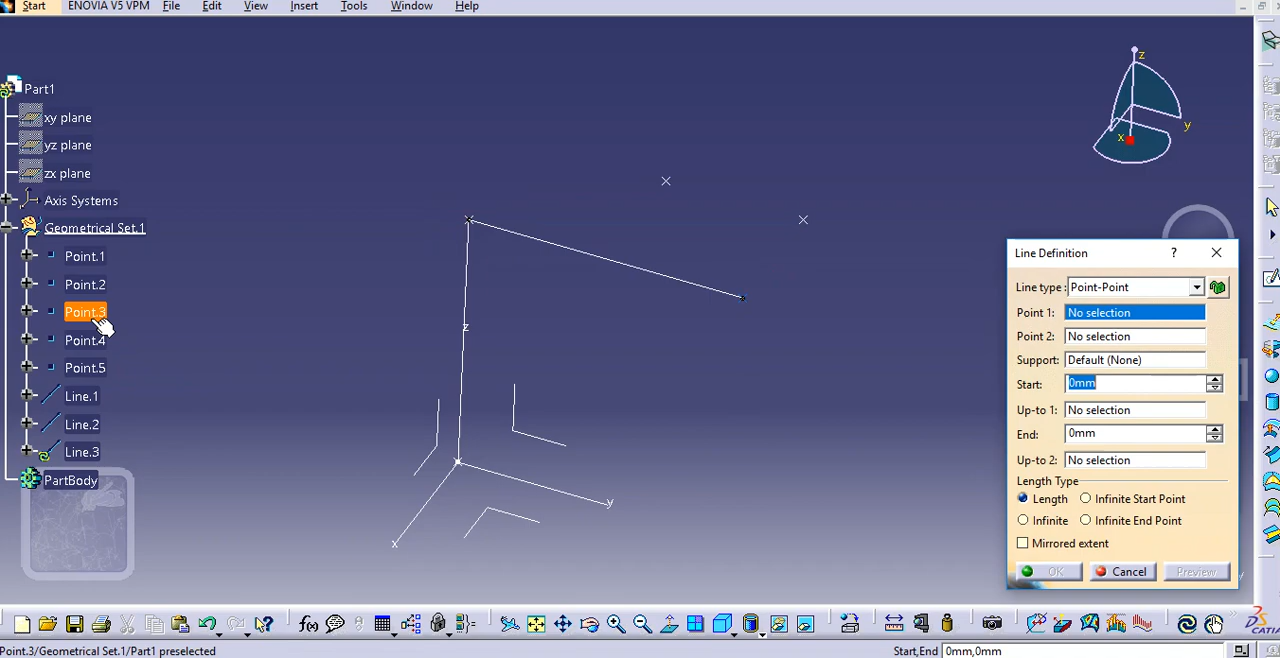 Start ENOVIA V5 VPM File Edit View Insert Tools Window Help
Part1
xy plane
yz plane
zx plane
Axis Systems
Geometrical Set.1
Point.1
Point.2
Point.3
Point.4
Point.5
Line.1
Line.2
Line.3
PartBody
z
y
x
z
y
x
Line Definition ? ×
Line type : Point-Point
Point 1: No selection
Point 2: No selection
Support: Default (None)
Start: 0mm
Up-to 1: No selection
End: 0mm
Up-to 2: No selection
Length Type
Length Infinite Start Point
Infinite Infinite End Point
Mirrored extent
OK Cancel Preview
f(x)
CATIA
Point.3/Geometrical Set.1/Part1 preselected Start,End 0mm,0mm